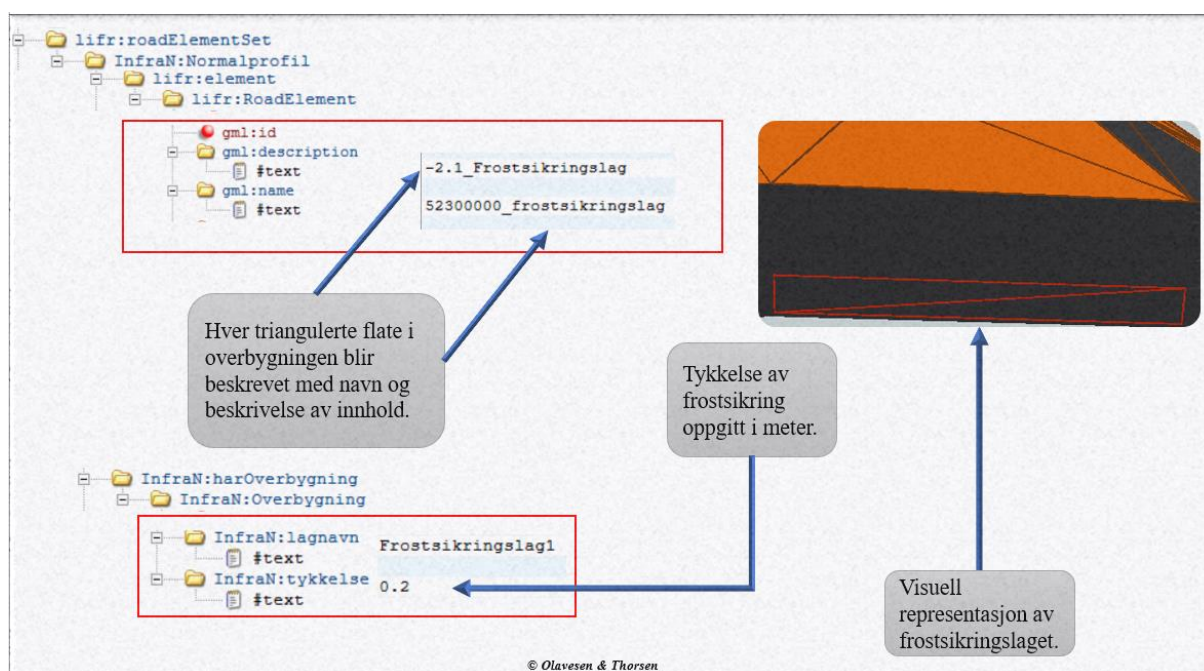 lifr:roadElementSet
InfraN:Normalprofil
lifr:element
lifr:RoadElement
gml:id
gml:description
#text
-2.1_Frostsikringslag
gml:name
#text
52300000_frostsikringslag
Hver triangulerte flate i
overbygningen blir
beskrevet med navn og
beskrivelse av innhold.
Tykkelse av
frostsikring
oppgitt i meter.
InfraN:harOverbygning
InfraN:Overbygning
InfraN:lagnavn
#text
Frostsikringslag1
InfraN:tykkelse
#text
0.2
Visuell
representasjon av
frostsikringslaget.
© Olavesen & Thorsen